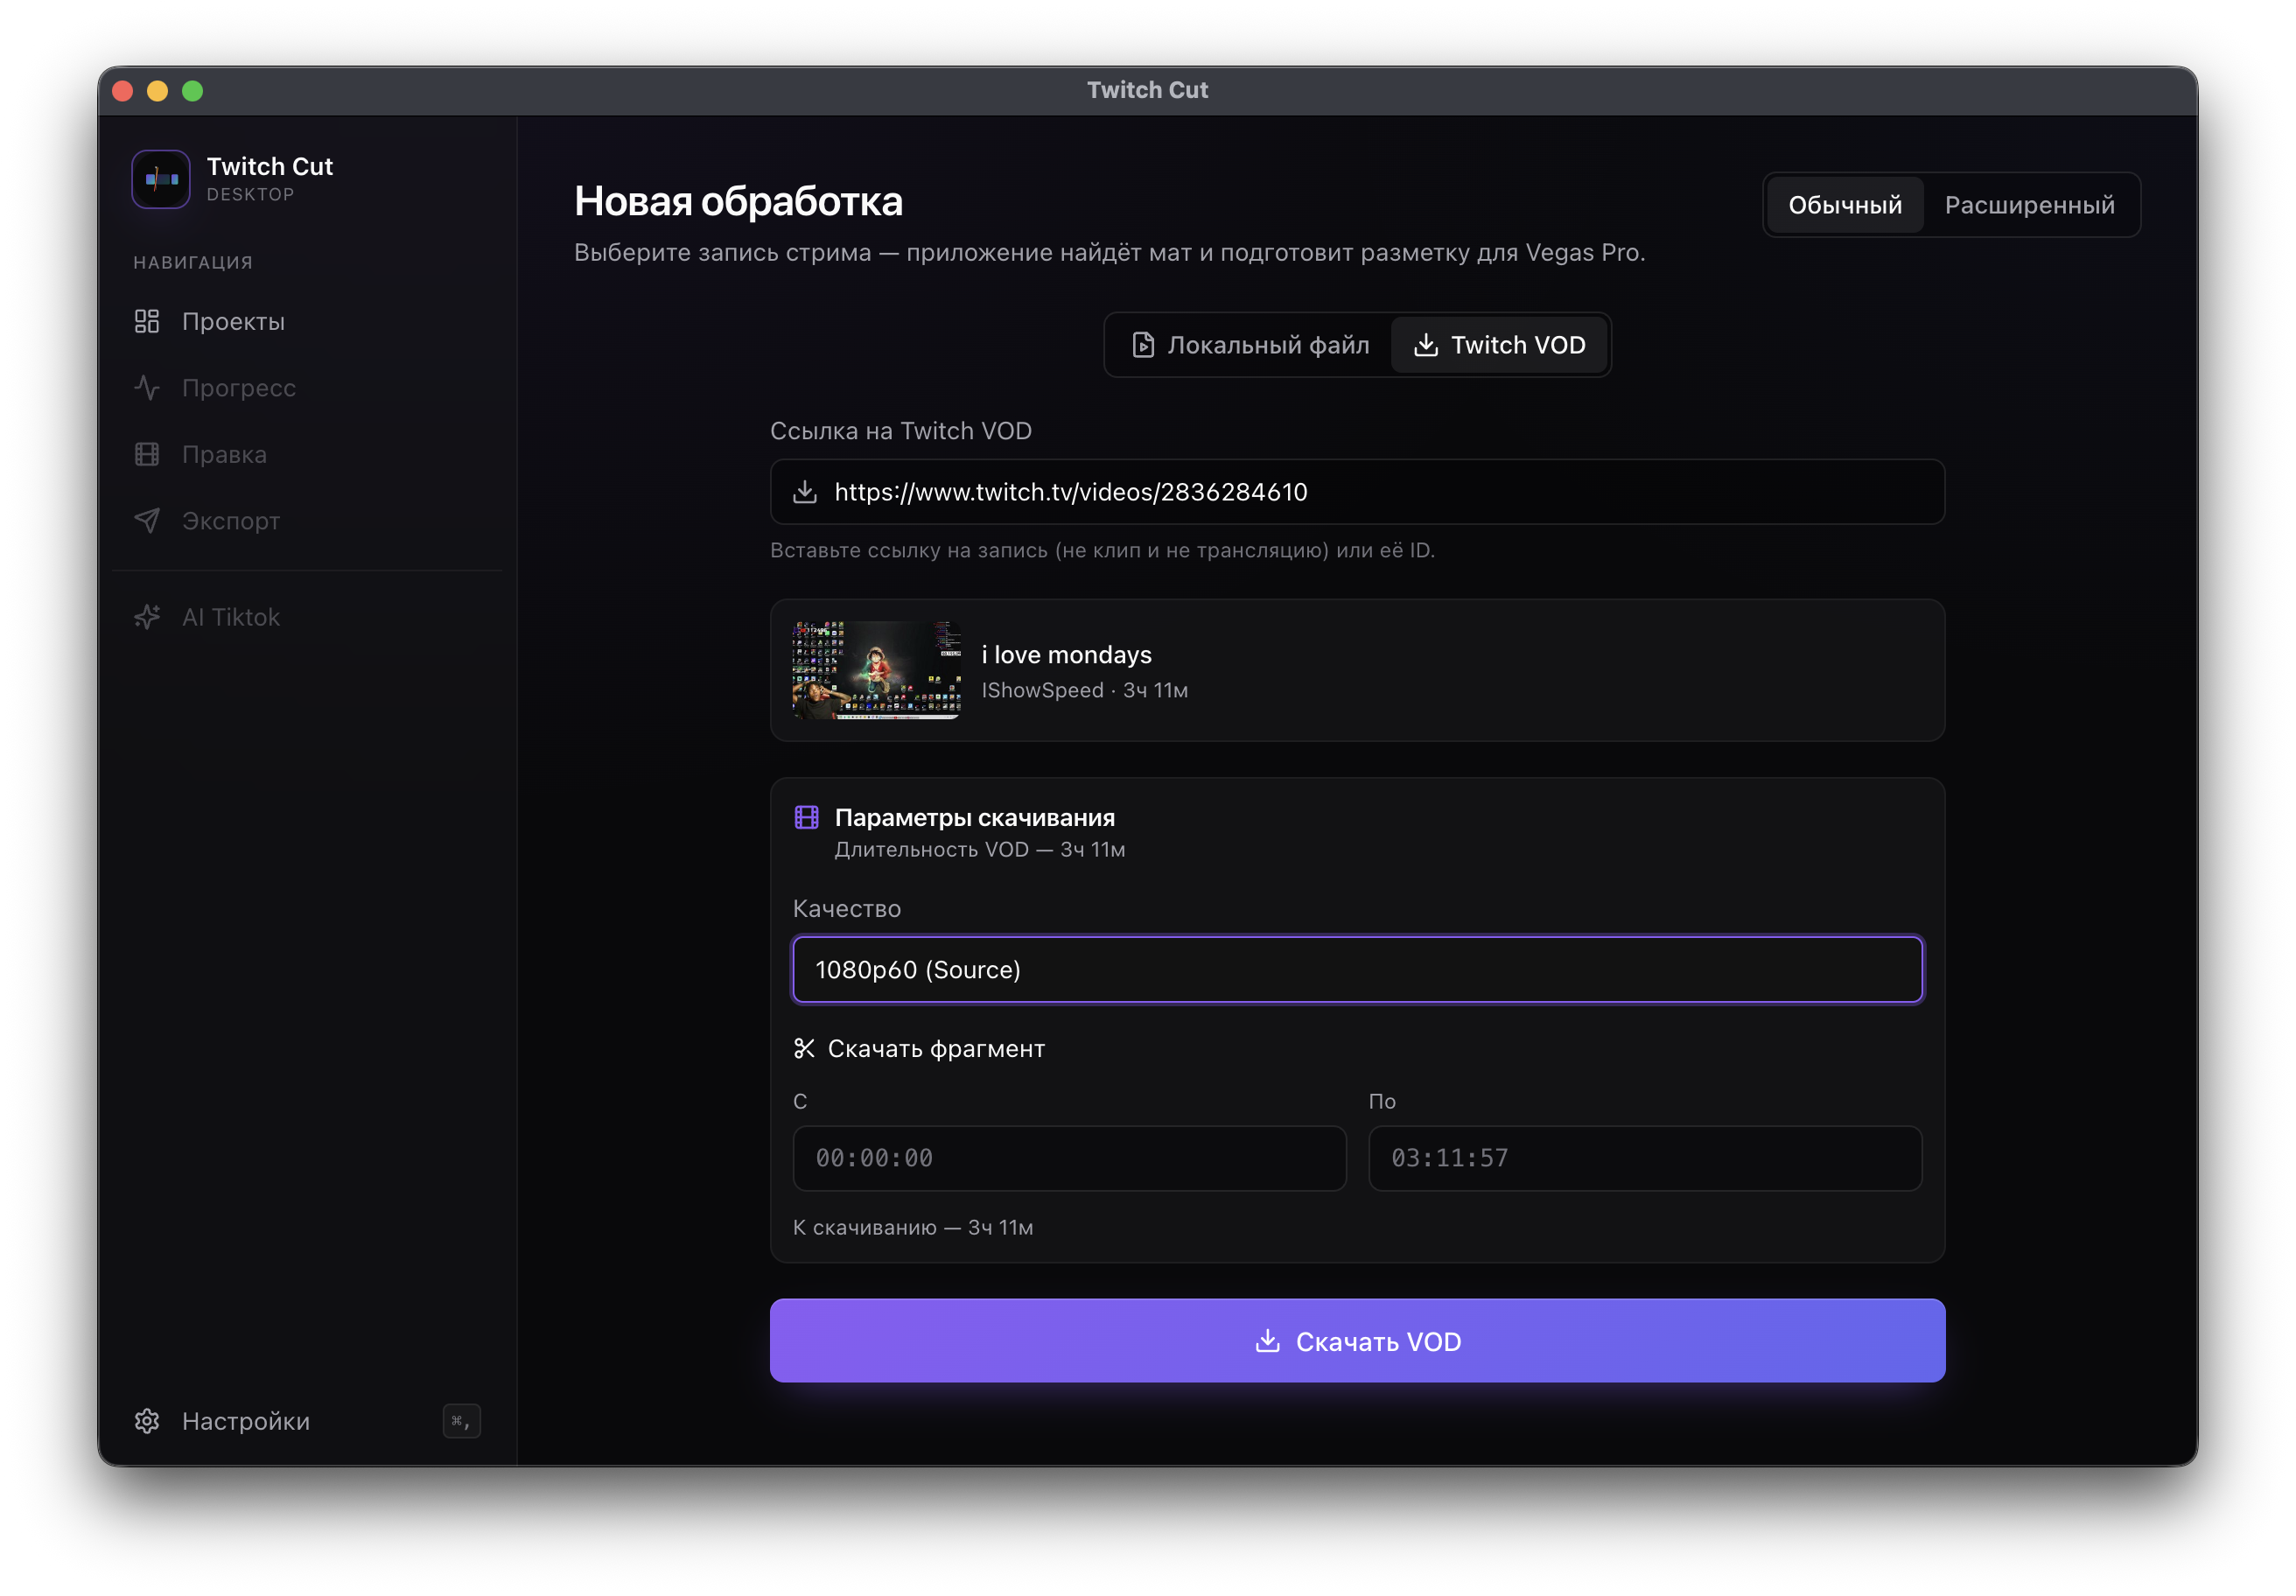 Twitch Cut
Twitch Cut
DESKTOP
НАВИГАЦИЯ
Проекты
Прогресс
Правка
Экспорт
AI Tiktok
Настройки
⌘,
Новая обработка
Выберите запись стрима — приложение найдёт мат и подготовит разметку для Vegas Pro.
Обычный
Расширенный
Локальный файл
Twitch VOD
Ссылка на Twitch VOD
https://www.twitch.tv/videos/2836284610
Вставьте ссылку на запись (не клип и не трансляцию) или её ID.
i love mondays
IShowSpeed · 3ч 11м
Параметры скачивания
Длительность VOD — 3ч 11м
Качество
1080p60 (Source)
Скачать фрагмент
С
По
00:00:00
03:11:57
К скачиванию — 3ч 11м
Скачать VOD